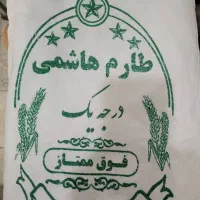 طارم هاشمی
درجه یک
فوق ممتاز